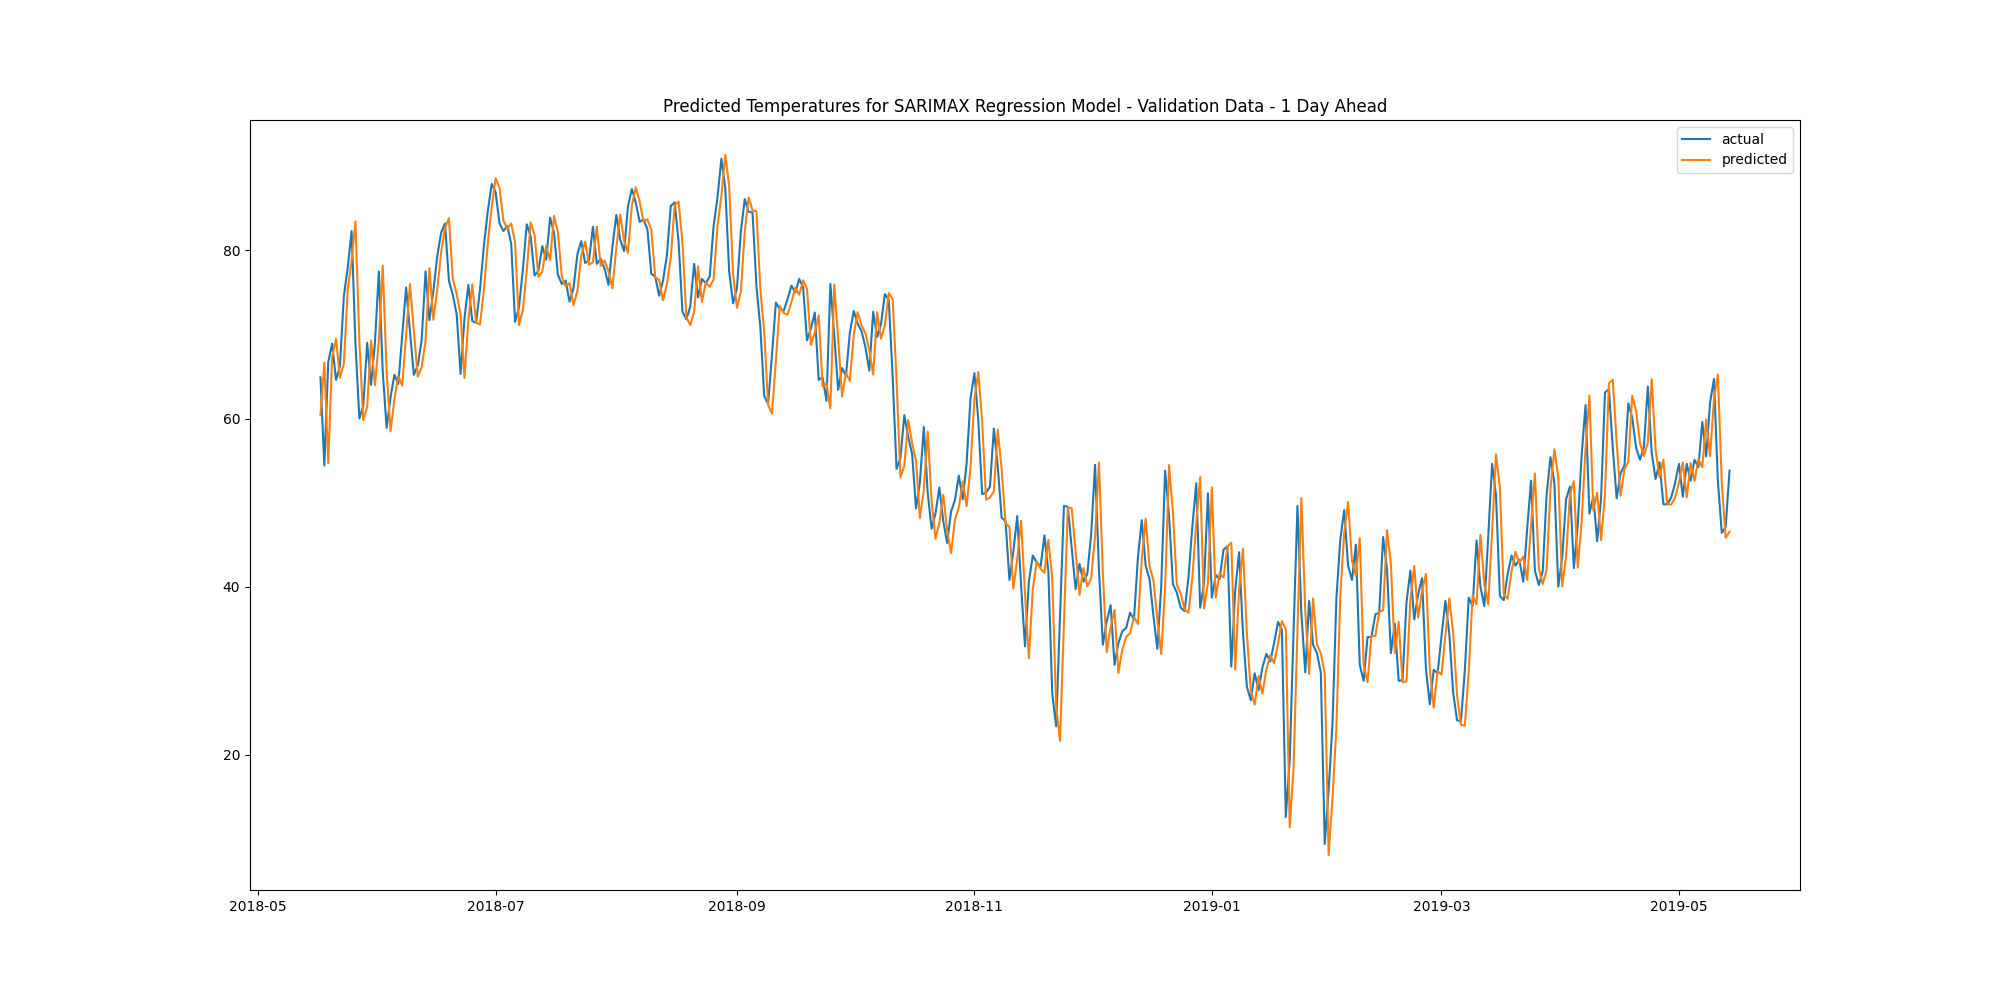 Predicted Temperatures for SARIMAX Regression Model - Validation Data - 1 Day Ahead
actual
predicted
80
60
40
20
2018-05 2018-07 2018-09 2018-11 2019-01 2019-03 2019-05